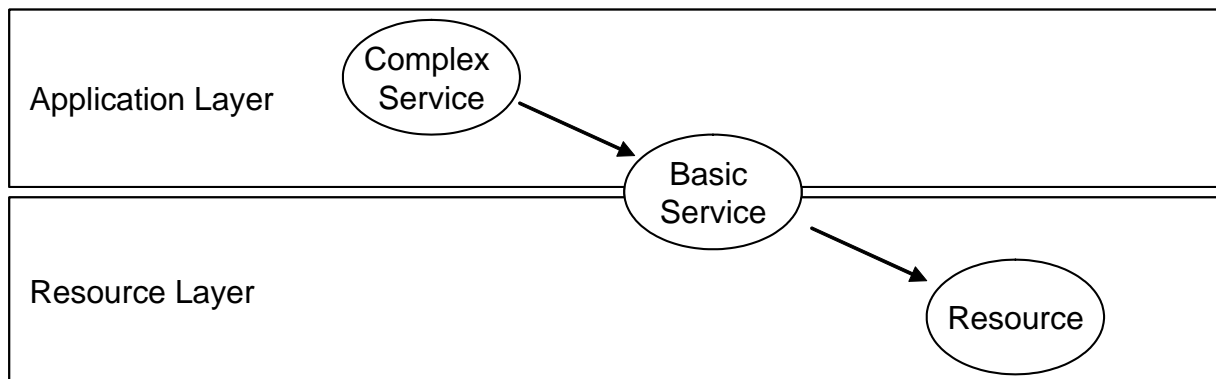 Complex
Service
Application Layer
Basic
Service
Resource Layer
Resource